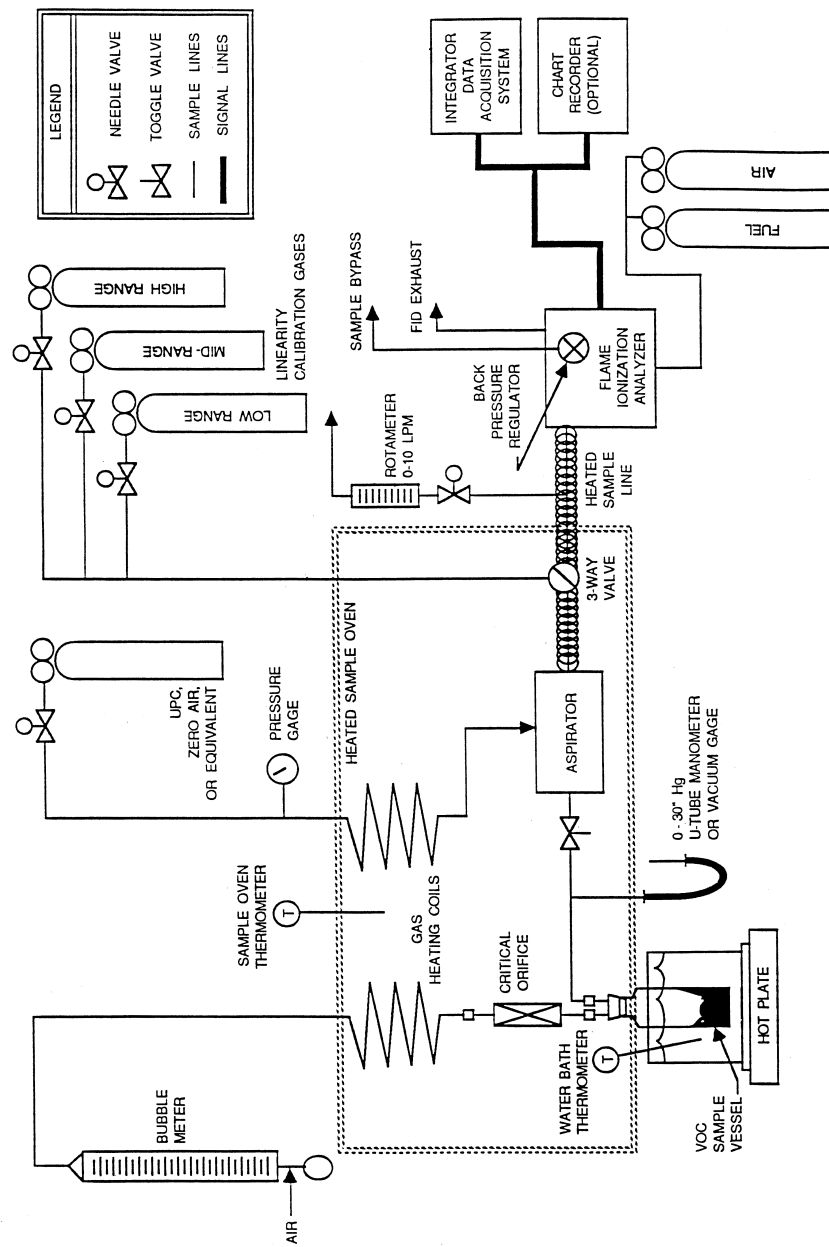 LEGEND
NEEDLE VALVE
TOGGLE VALVE
SAMPLE LINES
SIGNAL LINES
INTEGRATOR
DATA
ACQUISITION
SYSTEM
CHART
RECORDER
(OPTIONAL)
HIGH RANGE
MID-RANGE
LOW RANGE
LINEARITY
CALIBRATION GASES
SAMPLE BYPASS
FID EXHAUST
AIR
FUEL
ROTAMETER
0-10 LPM
BACK
PRESSURE
REGULATOR
FLAME
IONIZATION
ANALYZER
HEATED SAMPLE
LINE
3-WAY
VALVE
UPC,
ZERO AIR,
OR EQUIVALENT
PRESSURE
GAGE
HEATED SAMPLE OVEN
ASPIRATOR
0 - 30" Hg
U-TUBE MANOMETER
OR VACUUM GAGE
SAMPLE OVEN
THERMOMETER
T
GAS
HEATING COILS
CRITICAL
ORIFICE
WATER BATH
THERMOMETER
T
HOT PLATE
VOC
SAMPLE
VESSEL
BUBBLE
METER
AIR